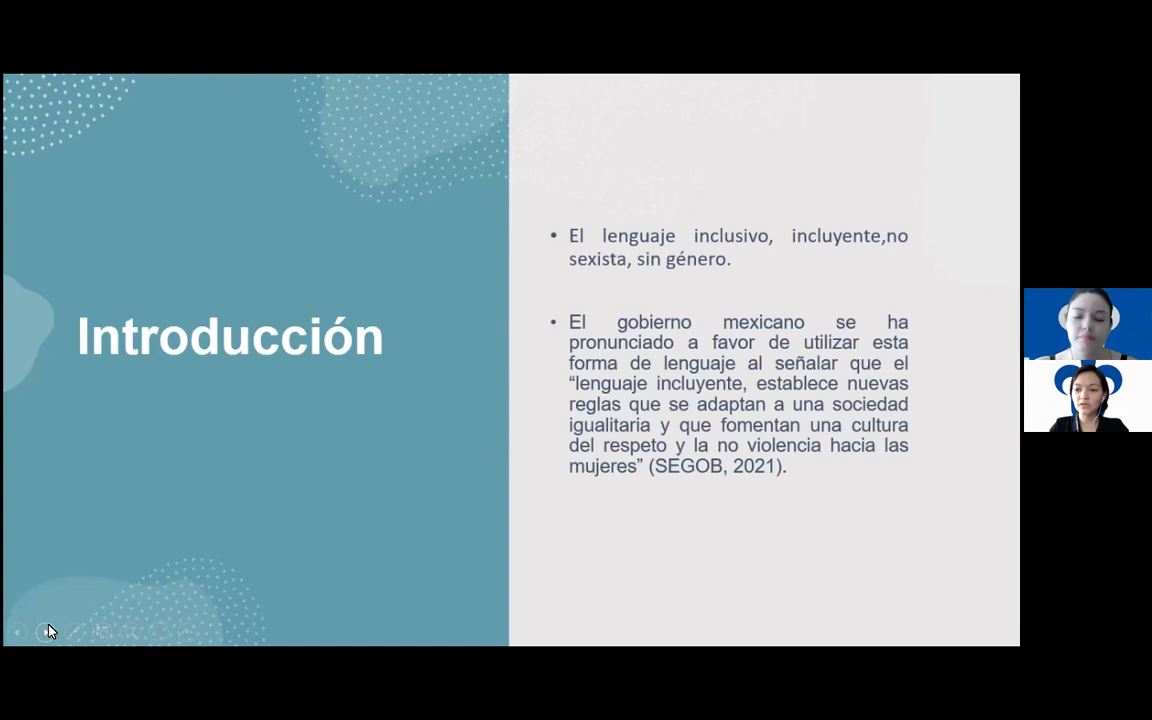 Introducción
• El lenguaje inclusivo, incluyente,no
sexista, sin género.
• El gobierno mexicano se ha
pronunciado a favor de utilizar esta
forma de lenguaje al señalar que el
“lenguaje incluyente, establece nuevas
reglas que se adaptan a una sociedad
igualitaria y que fomentan una cultura
del respeto y la no violencia hacia las
mujeres” (SEGOB, 2021).